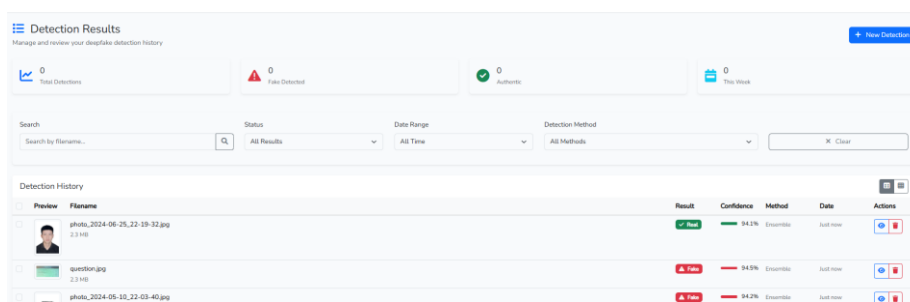 Detection Results
Manage and review your deepfake detection history
+ New Detection
0
Total Detections
0
Fake Detected
0
Authentic
0
This Week
Search
Status
Date Range
Detection Method
Search by filename...
All Results
All Time
All Methods
× Clear
Detection History
Preview Filename Result Confidence Method Date Actions
photo_2024-06-25_22-19-32.jpg Real 94.1% Ensemble Just now
2.3 MB
question.jpg Fake 94.5% Ensemble Just now
2.3 MB
photo_2024-05-10_22-03-40.jpg Fake 94.2% Ensemble Just now